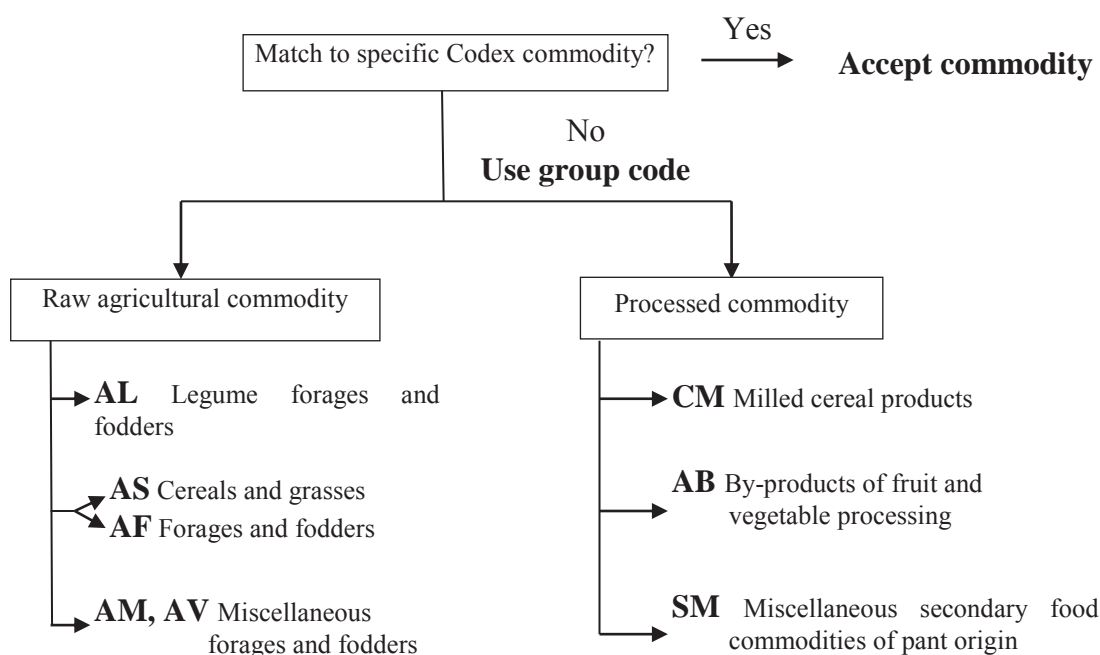 Match to specific Codex commodity?
Yes
Accept commodity
No
Use group code
Raw agricultural commodity
AL Legume forages and
fodders
AS Cereals and grasses
AF Forages and fodders
AM, AV Miscellaneous
forages and fodders
Processed commodity
CM Milled cereal products
AB By-products of fruit and
vegetable processing
SM Miscellaneous secondary food
commodities of pant origin